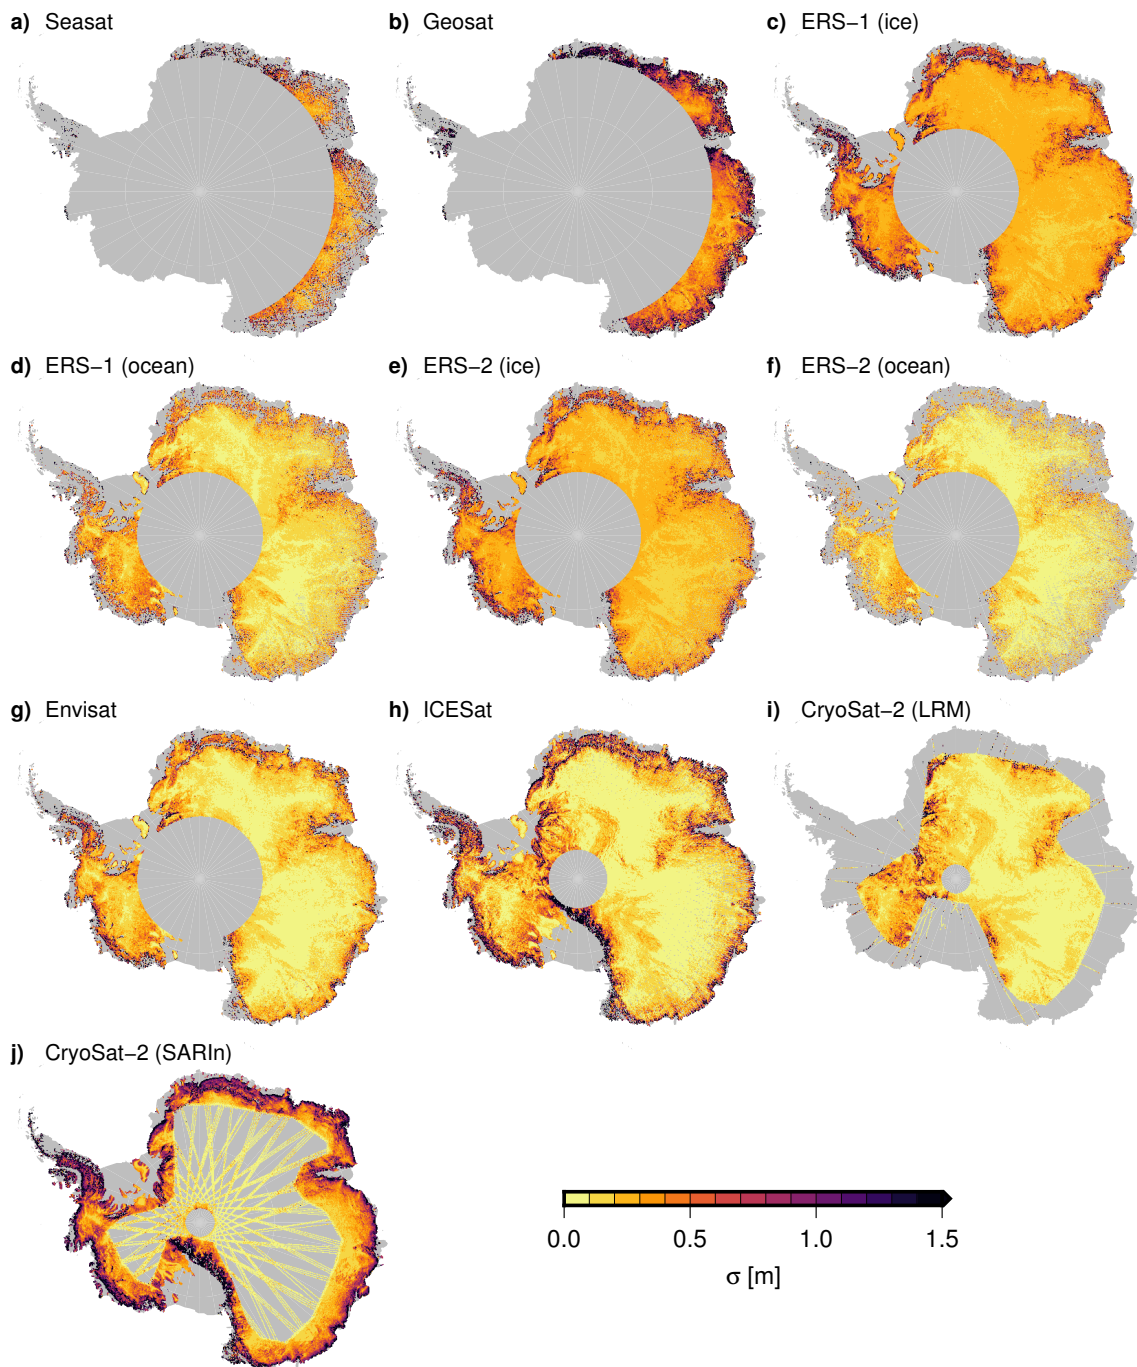 a) Seasat
b) Geosat
c) ERS−1 (ice)
d) ERS−1 (ocean)
e) ERS−2 (ice)
f) ERS−2 (ocean)
g) Envisat
h) ICESat
i) CryoSat−2 (LRM)
j) CryoSat−2 (SARIn)
0.0 0.5 1.0 1.5
σ [m]